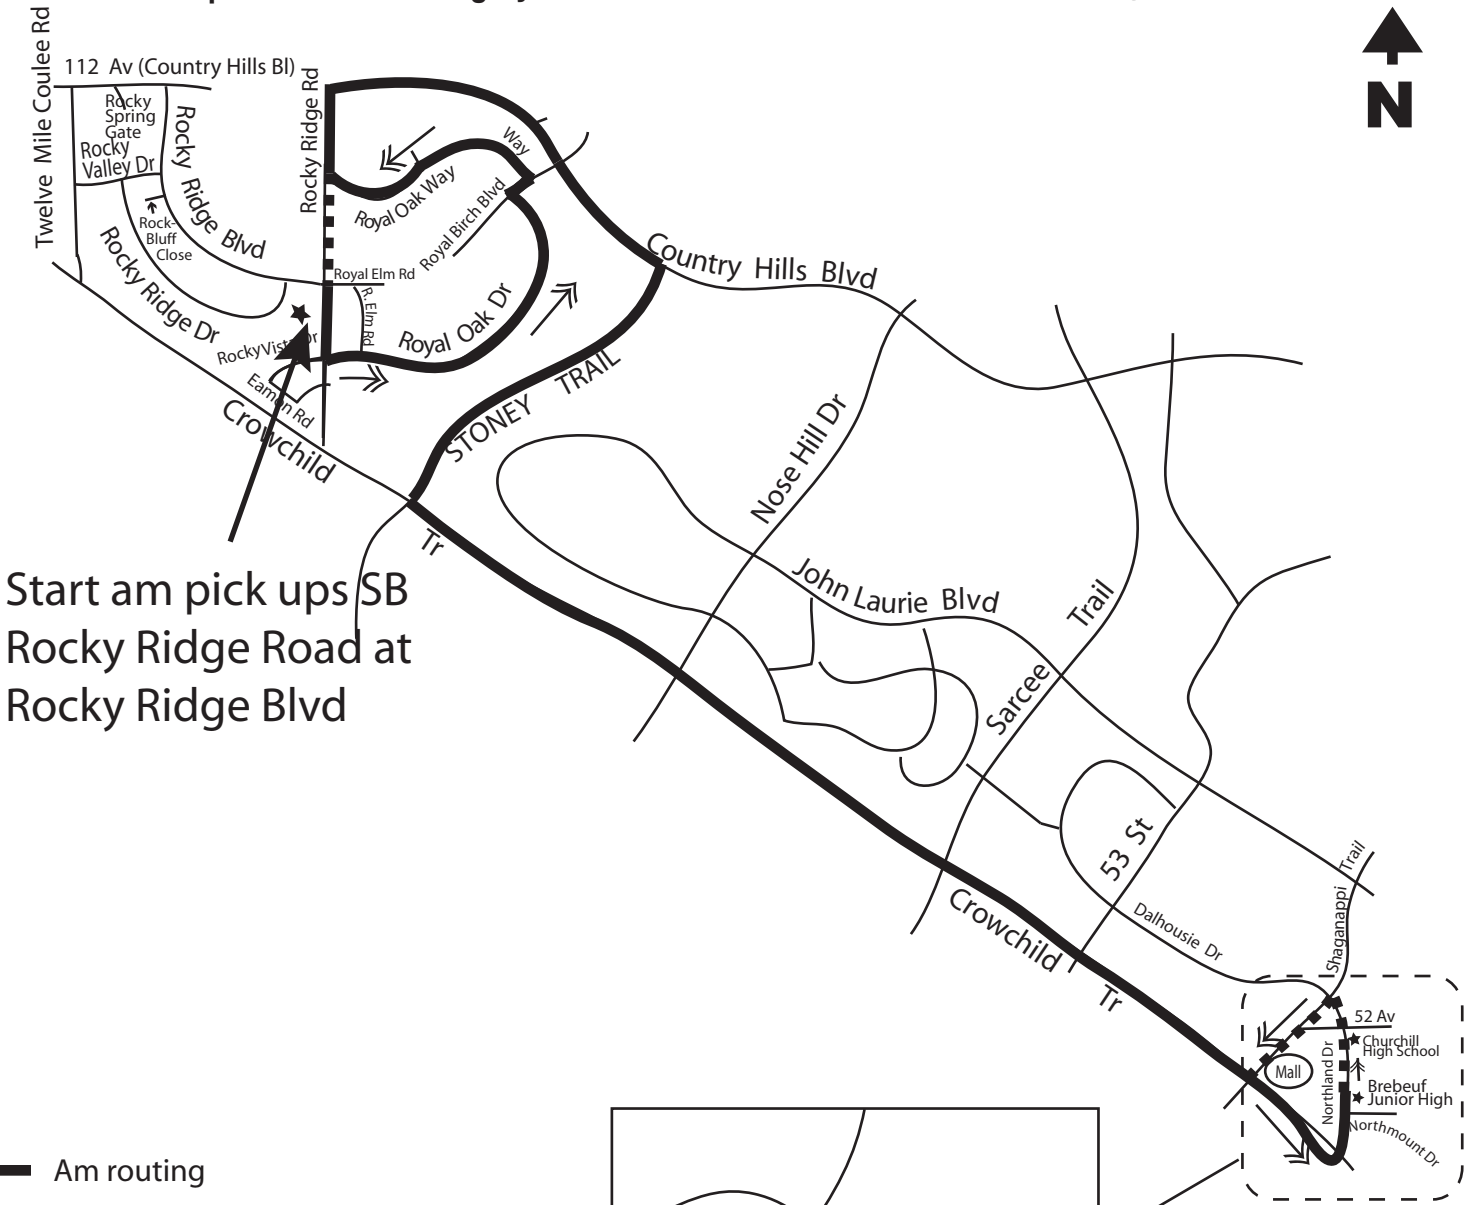 Twelve Mile Coulee Rd
112 Av (Country Hills Bl)
Rocky
Spring
Gate
Rocky
Valley Dr
Rocky Ridge Blvd
Rocky Ridge Rd
Rock-
Bluff
Close
Rocky Ridge Dr
Way
Royal Oak Way
Royal Birch Blvd
Royal Elm Rd
R. Elm Rd
Royal Oak Dr
Rocky Vista Dr
Eamon Rd
Crowchild
Tr
Country Hills Blvd
STONEY TRAIL
N
Nose Hill Dr
John Laurie Blvd
Sarcee Trail
Start am pick ups SB
Rocky Ridge Road at
Rocky Ridge Blvd
53 St
Crowchild
Tr
Dalhousie Dr
Shaganappi Trail
52 Av
Churchill
High School
Mall
Northland Dr
Brebeuf
Junior High
Northmount Dr
Am routing